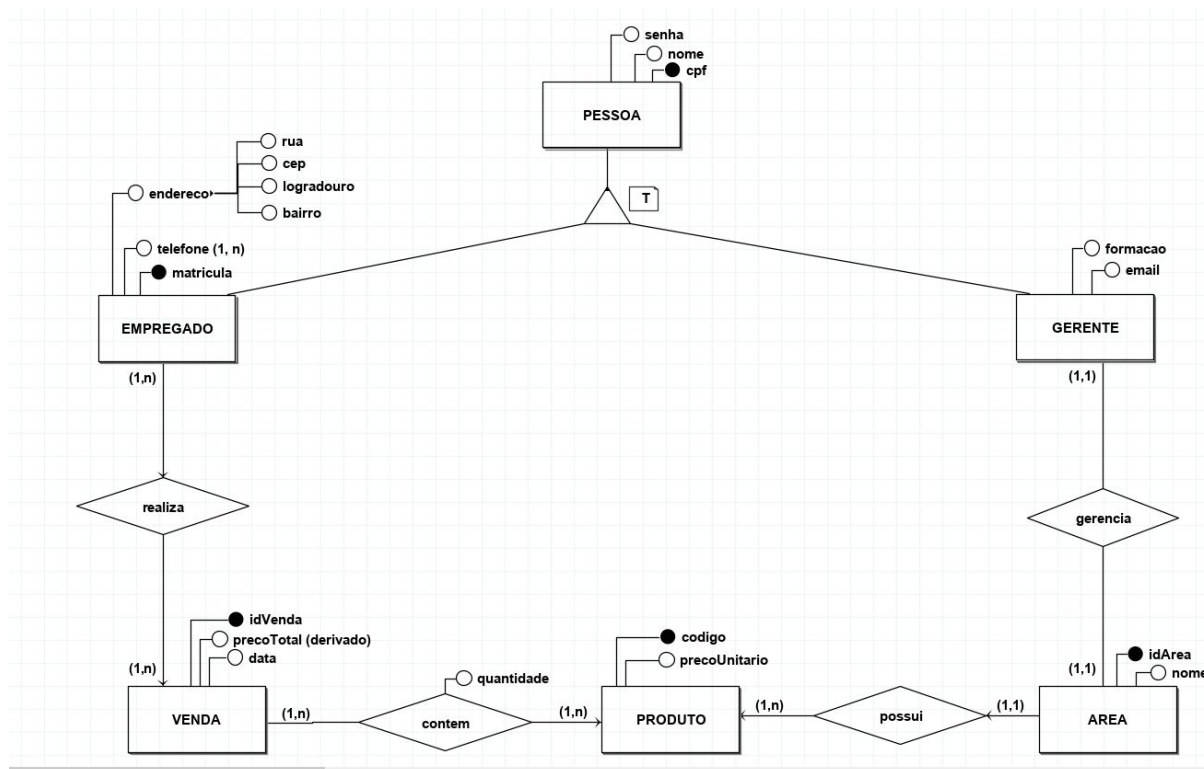 senha
nome
cpf
PESSOA
rua
cep
endereco
logradouro
bairro
T
telefone (1, n)
matricula
formacao
email
EMPREGADO
GERENTE
(1,n)
(1,1)
realiza
gerencia
idVenda
precoTotal (derivado)
data
(1,n)
codigo
precoUnitario
idArea
nome
(1,1)
quantidade
VENDA
(1,n)
contem
(1,n)
PRODUTO
(1,n)
possui
(1,1)
AREA